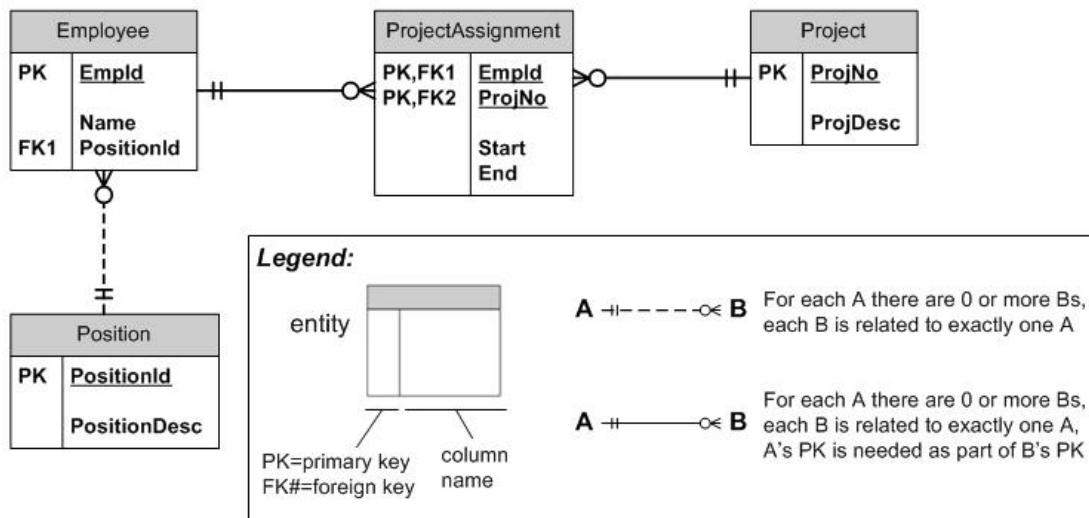 Employee
PK EmpId
Name
FK1 PositionId
ProjectAssignment
PK,FK1 EmpId
PK,FK2 ProjNo
Start
End
Project
PK ProjNo
ProjDesc
Position
PK PositionId
PositionDesc
Legend:
entity
PK=primary key
FK#=foreign key
column
name
A B
For each A there are 0 or more Bs,
each B is related to exactly one A
A B
For each A there are 0 or more Bs,
each B is related to exactly one A,
A's PK is needed as part of B's PK